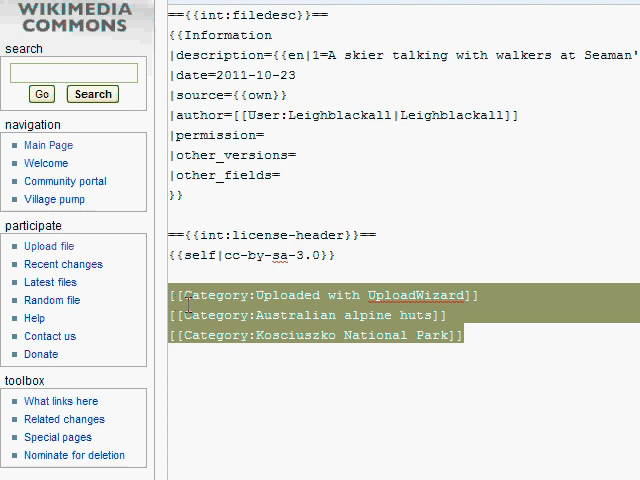 WIKIMEDIA
COMMONS
search
Go Search
navigation
Main Page
Welcome
Community portal
Village pump
participate
Upload file
Recent changes
Latest files
Random file
Help
Contact us
Donate
toolbox
What links here
Related changes
Special pages
Nominate for deletion
=={{int:filedesc}}==
{{Information
|description={{en|1=A skier talking with walkers at Seaman'
|date=2011-10-23
|source={{own}}
|author=[[User:Leighblackall|Leighblackall]]
|permission=
|other_versions=
|other_fields=
}}
=={{int:license-header}}==
{{self|cc-by-sa-3.0}}
[[Category:Uploaded with UploadWizard]]
[[Category:Australian alpine huts]]
[[Category:Kosciuszko National Park]]